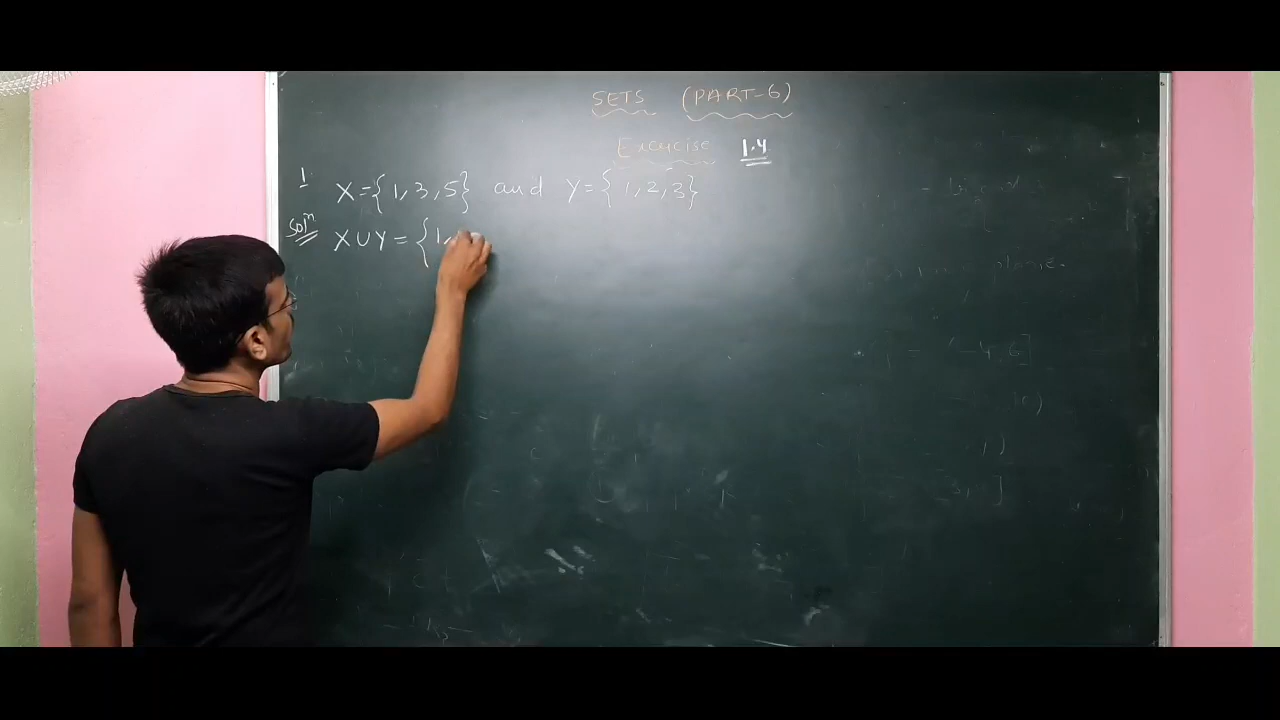 SETS (PART-6)
Exercise 1.4
1. X={1,3,5} and Y={1,2,3}
Solⁿ X∪Y={1,